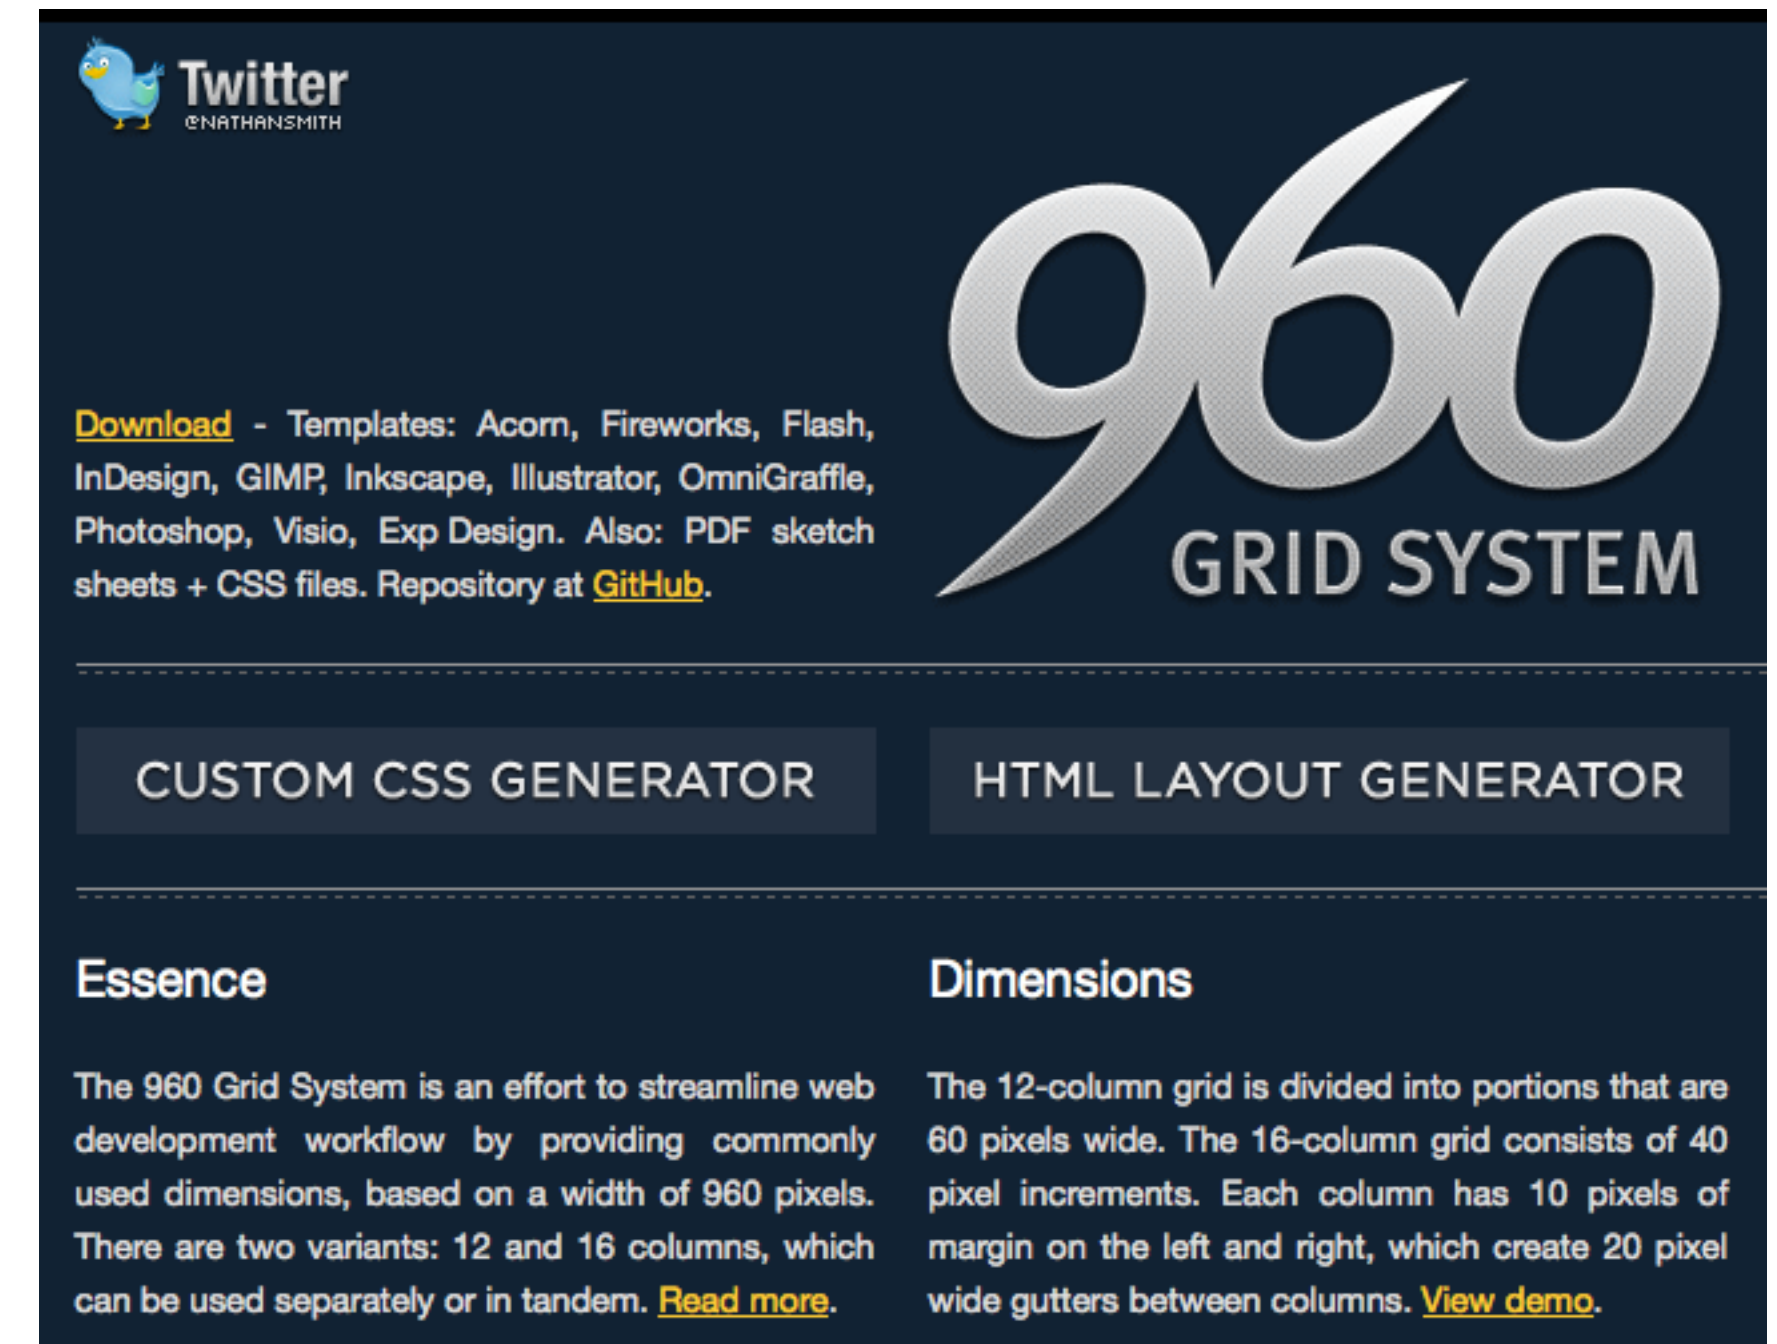 Twitter
@NATHANSMITH
960
GRID SYSTEM
Download - Templates: Acorn, Fireworks, Flash,
InDesign, GIMP, Inkscape, Illustrator, OmniGraffle,
Photoshop, Visio, Exp Design. Also: PDF sketch
sheets + CSS files. Repository at GitHub.
CUSTOM CSS GENERATOR
HTML LAYOUT GENERATOR
Essence
The 960 Grid System is an effort to streamline web
development workflow by providing commonly
used dimensions, based on a width of 960 pixels.
There are two variants: 12 and 16 columns, which
can be used separately or in tandem. Read more.
Dimensions
The 12-column grid is divided into portions that are
60 pixels wide. The 16-column grid consists of 40
pixel increments. Each column has 10 pixels of
margin on the left and right, which create 20 pixel
wide gutters between columns. View demo.